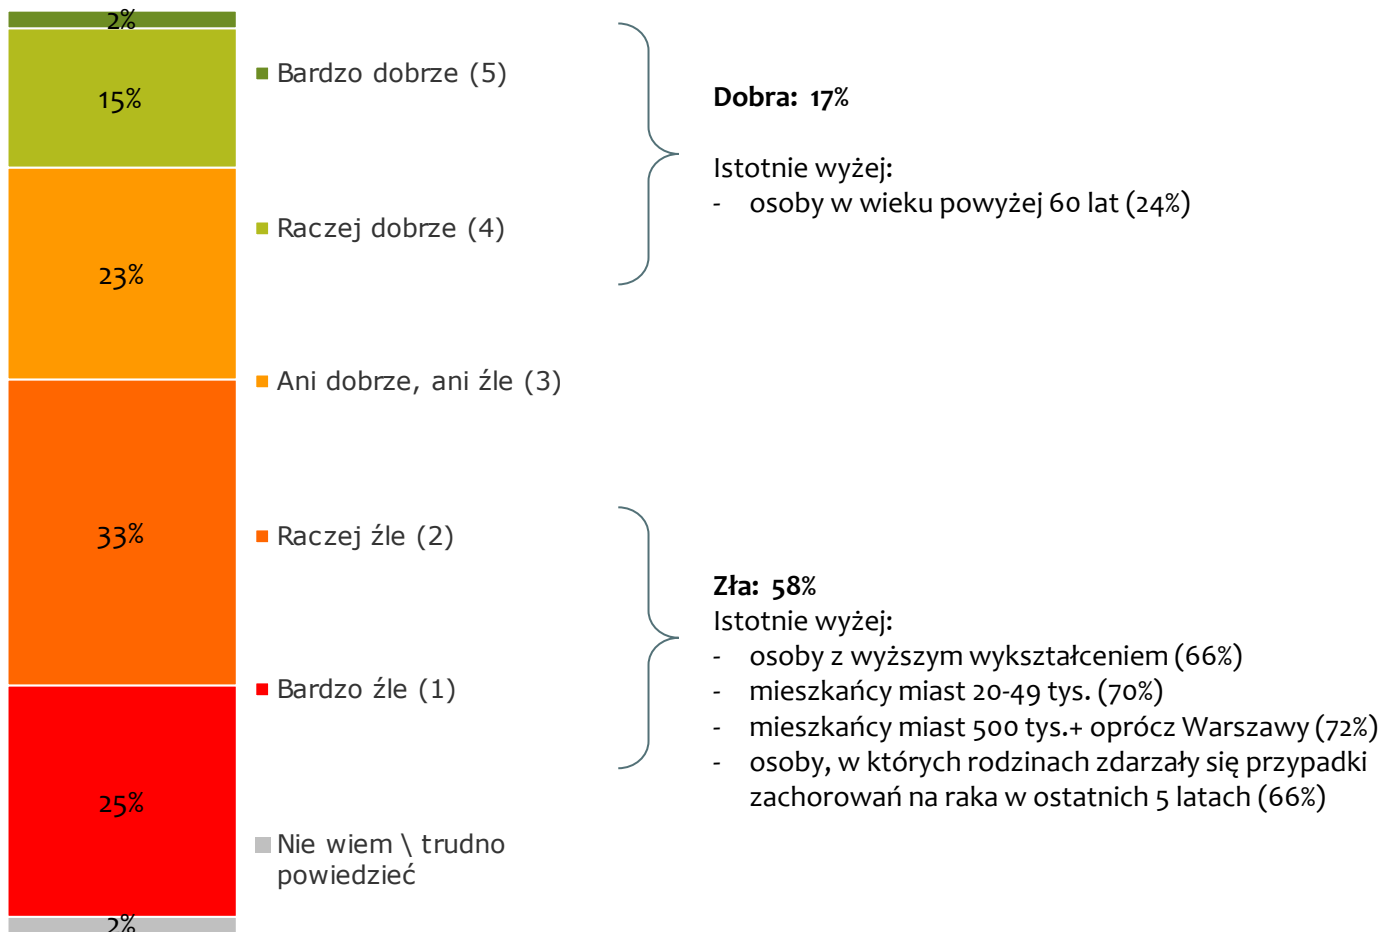 2%
15%
23%
33%
25%
2%
Bardzo dobrze (5)
Raczej dobrze (4)
Ani dobrze, ani źle (3)
Raczej źle (2)
Bardzo źle (1)
Nie wiem \ trudno
powiedzieć
Dobra: 17%
Istotnie wyżej:
- osoby w wieku powyżej 60 lat (24%)
Zła: 58%
Istotnie wyżej:
- osoby z wyższym wykształceniem (66%)
- mieszkańcy miast 20-49 tys. (70%)
- mieszkańcy miast 500 tys.+ oprócz Warszawy (72%)
- osoby, w których rodzinach zdarzały się przypadki
zachorowań na raka w ostatnich 5 latach (66%)